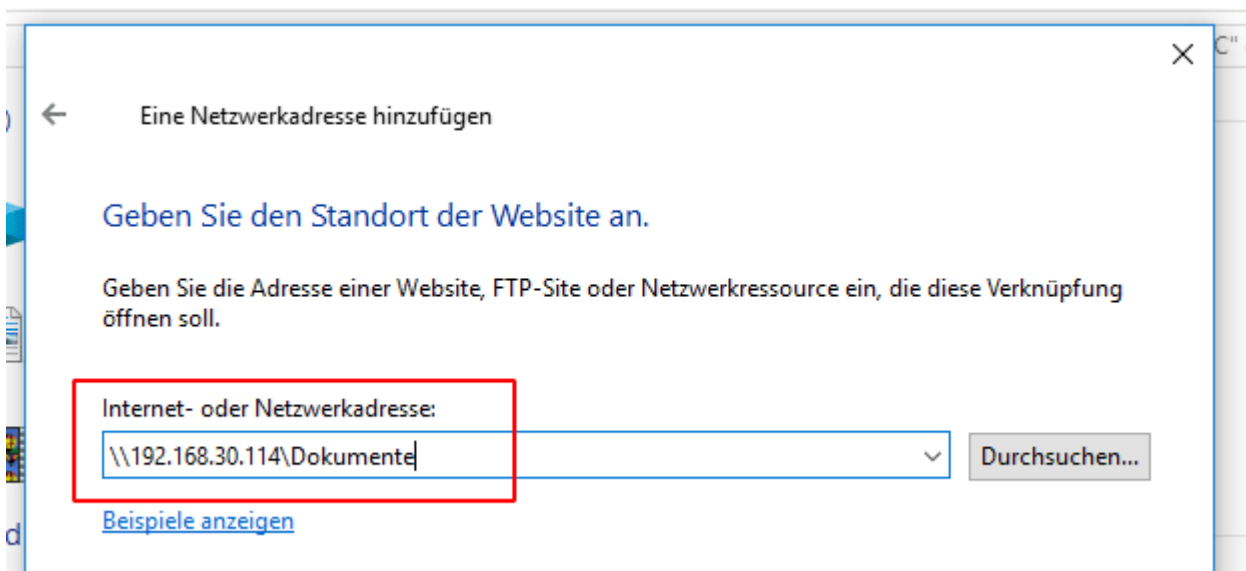 C"
)
Eine Netzwerkadresse hinzufügen
Geben Sie den Standort der Website an.
Geben Sie die Adresse einer Website, FTP-Site oder Netzwerkressource ein, die diese Verknüpfung
öffnen soll.
Internet- oder Netzwerkadresse:
\\192.168.30.114\Dokumente
Durchsuchen...
Beispiele anzeigen
d